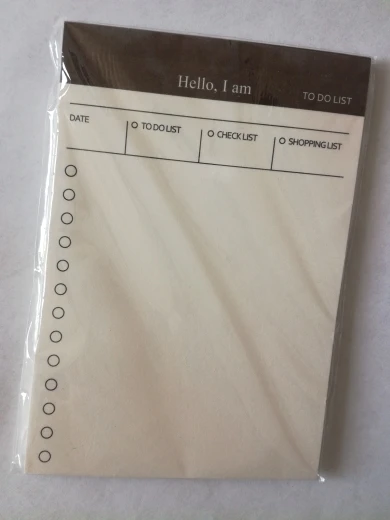 Hello, I am
TO DO LIST
DATE
TO DO LIST
CHECK LIST
SHOPPING LIST